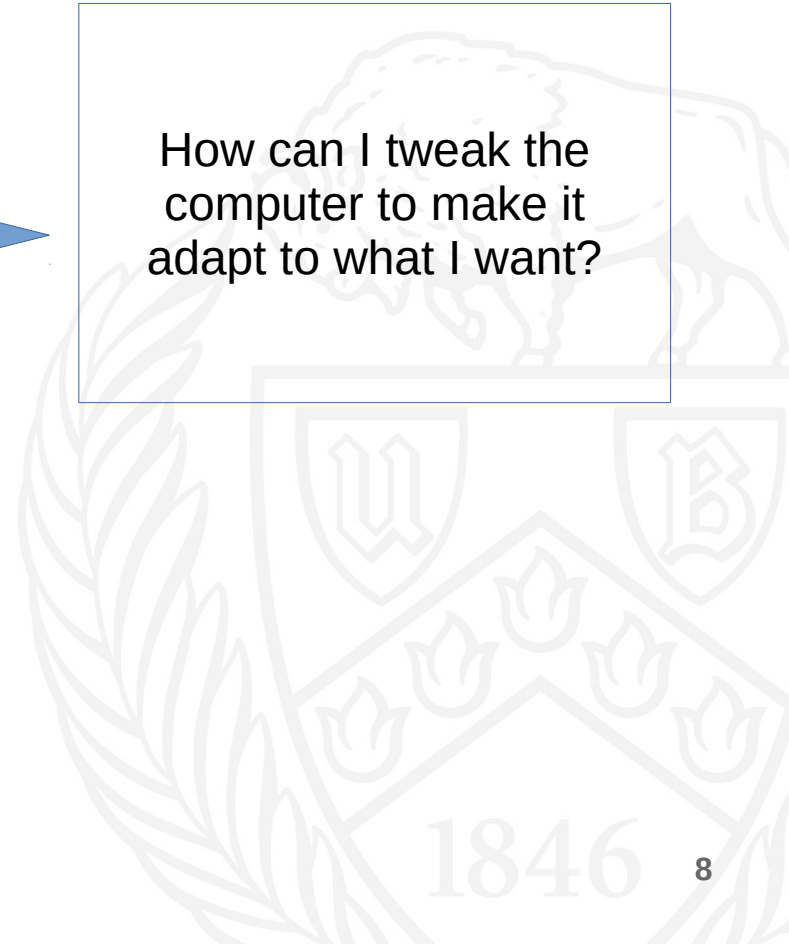 How can I tweak the
computer to make it
adapt to what I want?
U B
1846
8